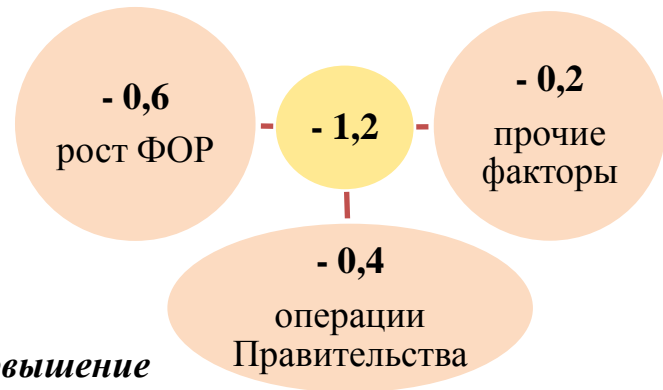 - 0,6
рост ФОР
- 1,2
- 0,2
прочие
факторы
- 0,4
операции
Правительства